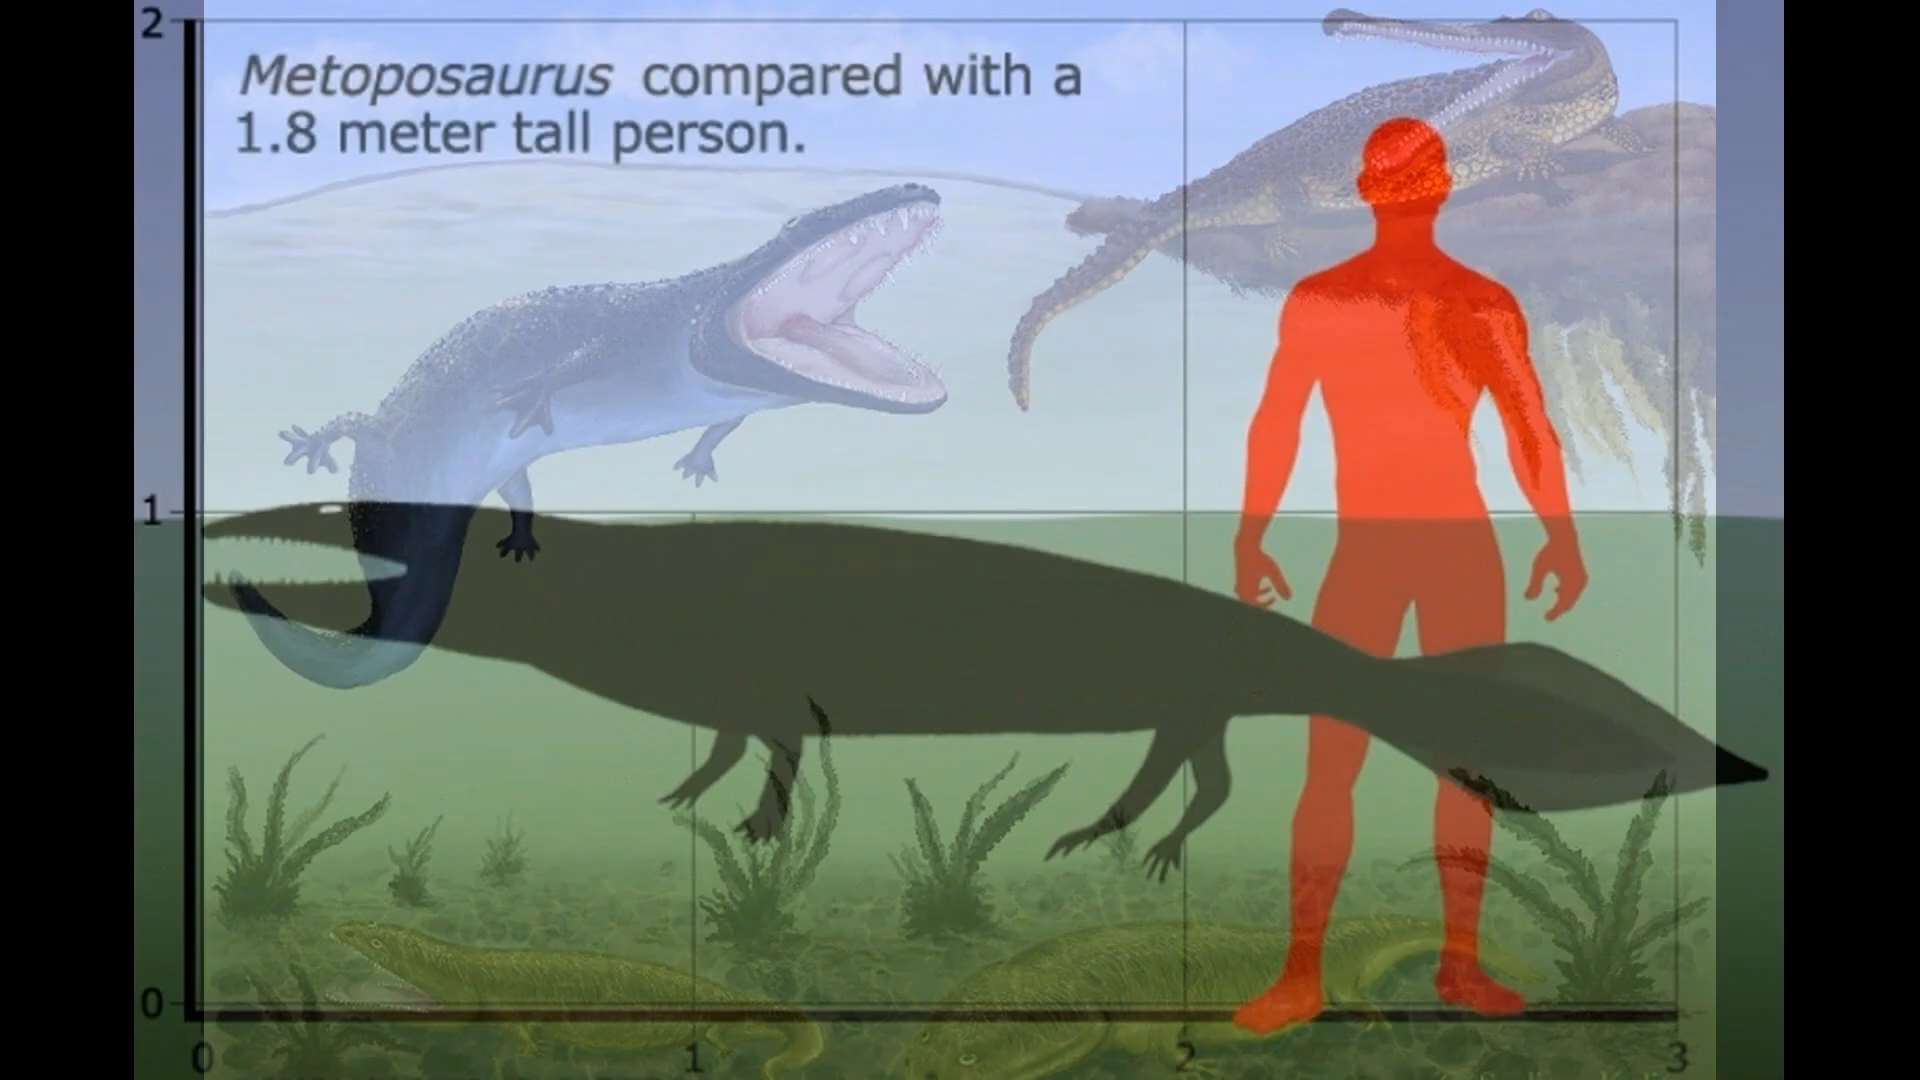 2
Metoposaurus compared with a
1.8 meter tall person.
1
0
0 1 2 3